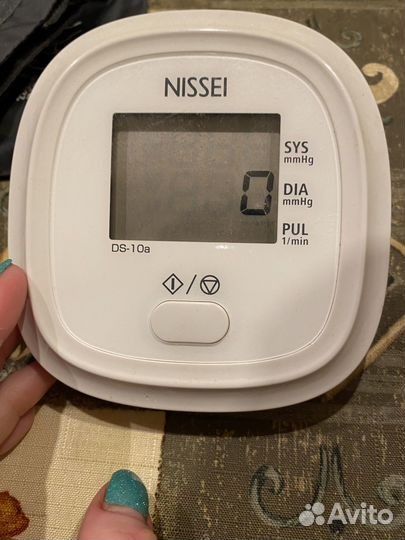 NISSEI
SYS
mmHg
0
DIA
mmHg
PUL
1/min
DS-10a
/
Avito